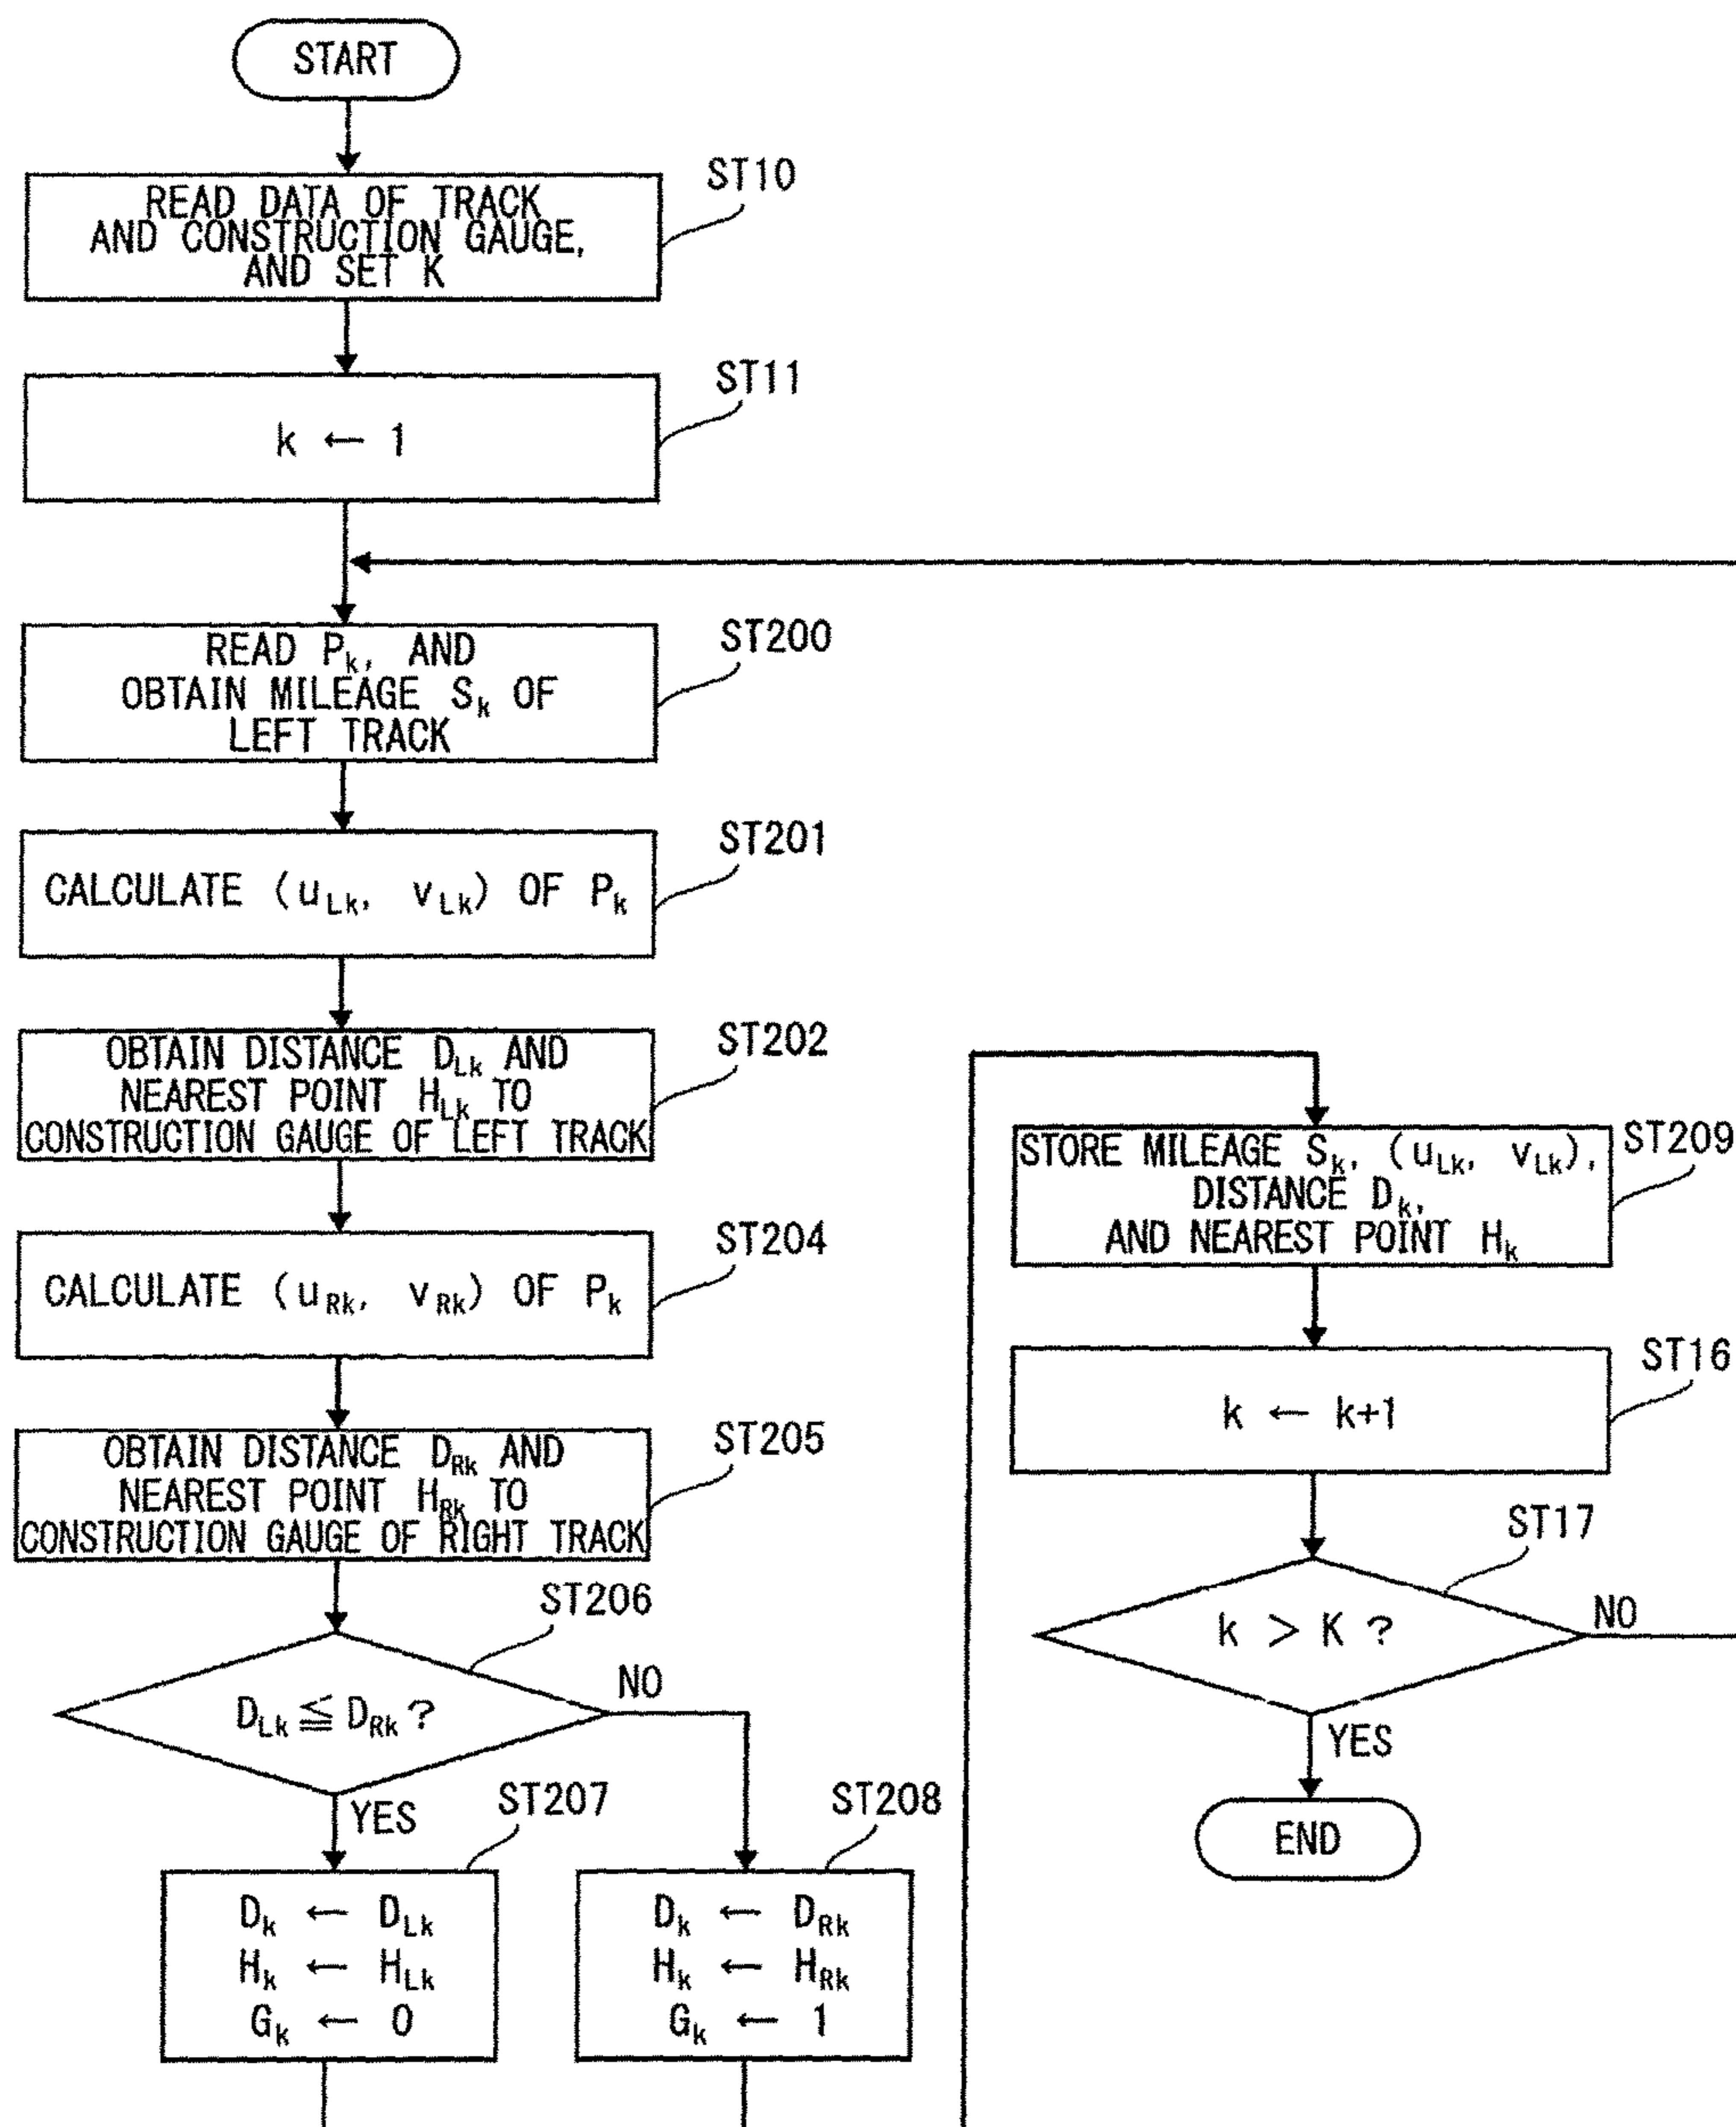 START
ST10
READ DATA OF TRACK
AND CONSTRUCTION GAUGE,
AND SET K
ST11
k ← 1
ST200
READ Pk, AND
OBTAIN MILEAGE Sk OF
LEFT TRACK
ST201
CALCULATE (uLk, vLk) OF Pk
ST202
OBTAIN DISTANCE DLk AND
NEAREST POINT HLk TO
CONSTRUCTION GAUGE OF LEFT TRACK
ST204
CALCULATE (uRk, vRk) OF Pk
ST205
OBTAIN DISTANCE DRk AND
NEAREST POINT HRk TO
CONSTRUCTION GAUGE OF RIGHT TRACK
ST206
DLk ≦ DRk ?
NO
YES
ST207
Dk ← DLk
Hk ← HLk
Gk ← 0
ST208
Dk ← DRk
Hk ← HRk
Gk ← 1
ST209
STORE MILEAGE Sk, (uLk, vLk),
DISTANCE Dk,
AND NEAREST POINT Hk
ST16
k ← k+1
ST17
k > K ?
NO
YES
END